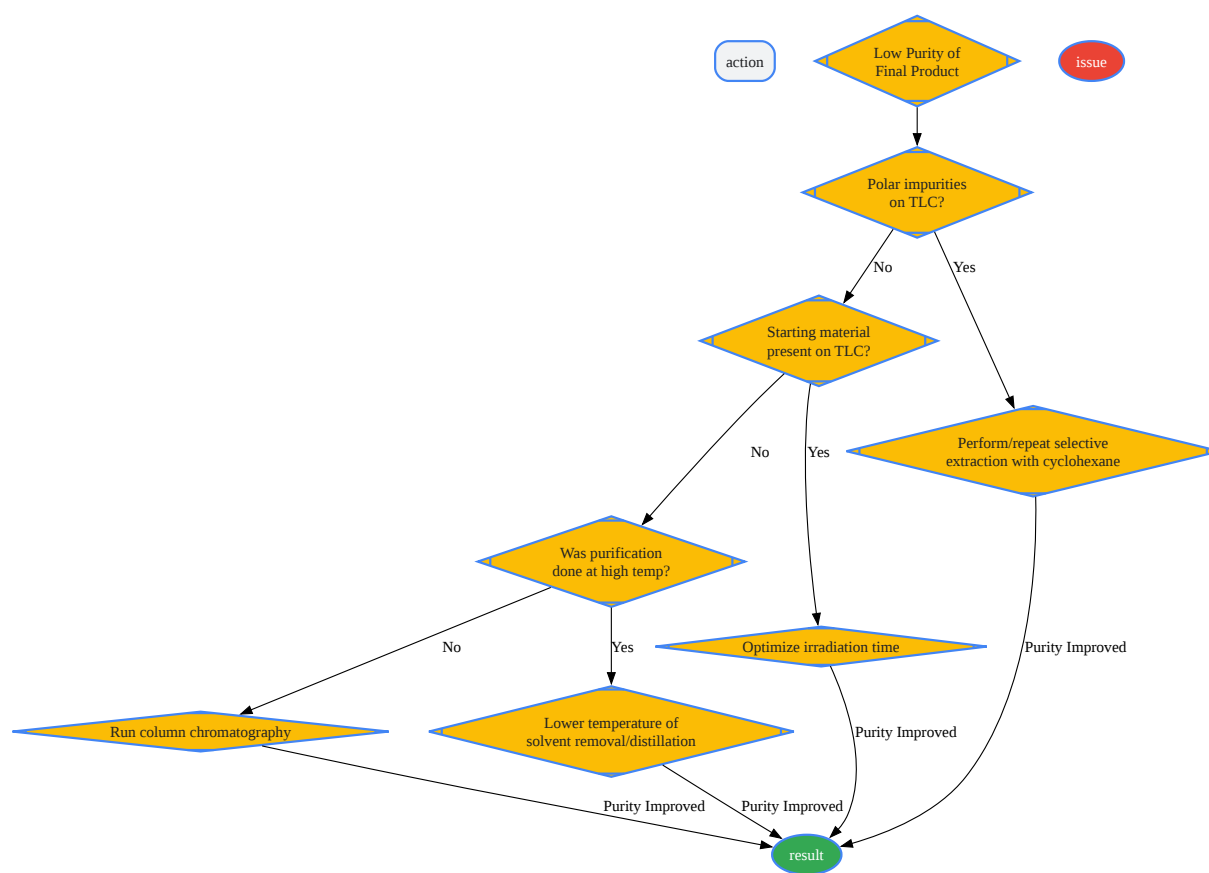 action
Low Purity of
Final Product
issue
Polar impurities
on TLC?
No
Yes
Starting material
present on TLC?
Perform/repeat selective
extraction with cyclohexane
No
Yes
Was purification
done at high temp?
No
Yes
Optimize irradiation time
Purity Improved
Run column chromatography
Lower temperature of
solvent removal/distillation
Purity Improved
Purity Improved
Purity Improved
result